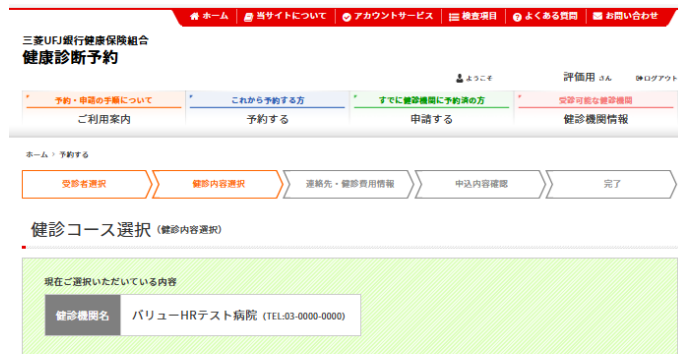 ホーム 当サイトについて アカウントサービス 検査項目 よくある質問 お問い合わせ
三菱UFJ銀行健康保険組合
健康診断予約
ようこそ 評価用 さん ログアウト
予約・申請の手順について これから予約する方 すでに健診機関に予約済の方 受診可能な健診機関
ご利用案内 予約する 申請する 健診機関情報
ホーム > 予約する
受診者選択 健診内容選択 連絡先・健診費用情報 申込内容確認 完了
健診コース選択 (健診内容選択)
現在ご選択いただいている内容
健診機関名 バリューHRテスト病院 (TEL:03-0000-0000)